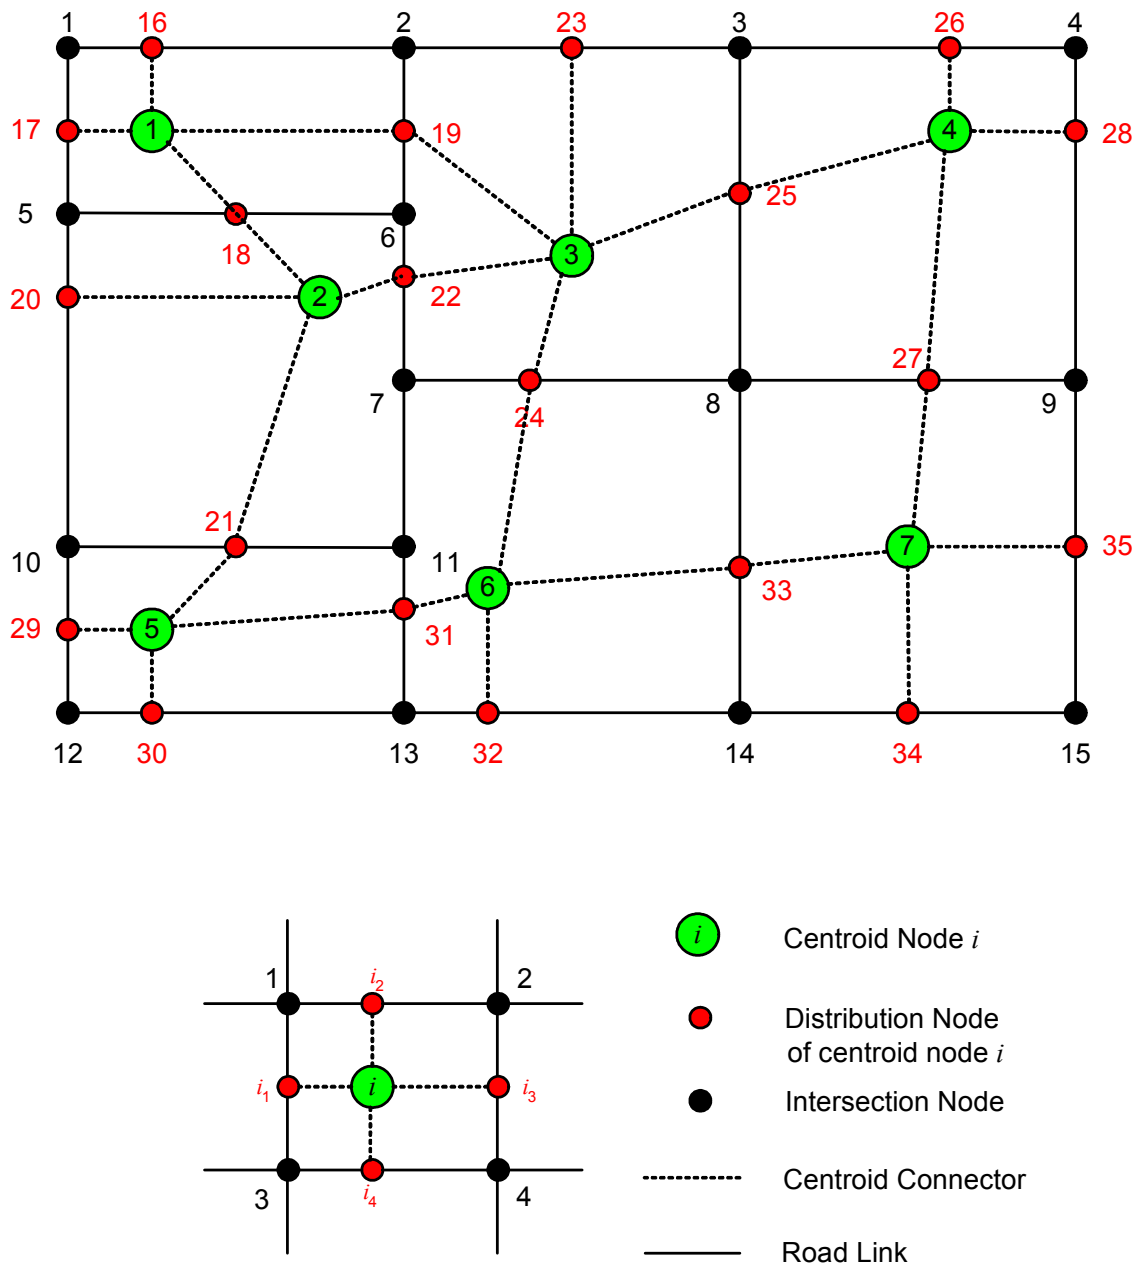 1 16 2 23 3 26 4
17 1 19 4 28
25
5 18 6 3
20 2 22
27
7 24 8 9
21
10 11 6 7 35
33
29 5 31
12 30 13 32 14 34 15
1 i2 2
i1 i i3
3 i4 4
i Centroid Node i
Distribution Node
of centroid node i
Intersection Node
Centroid Connector
Road Link